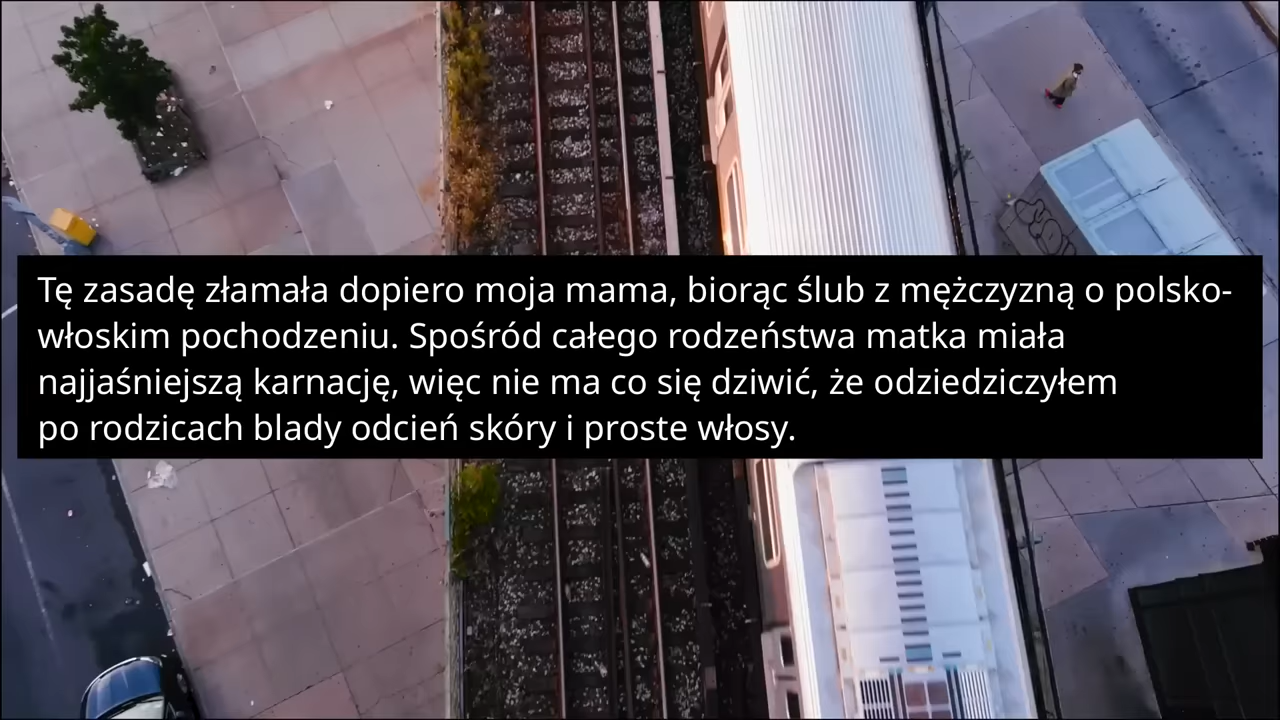 Tę zasadę złamała dopiero moja mama, biorąc ślub z mężczyzną o polsko-
włoskim pochodzeniu. Spośród całego rodzeństwa matka miała
najjaśniejszą karnację, więc nie ma co się dziwić, że odziedziczyłem
po rodzicach blady odcień skóry i proste włosy.